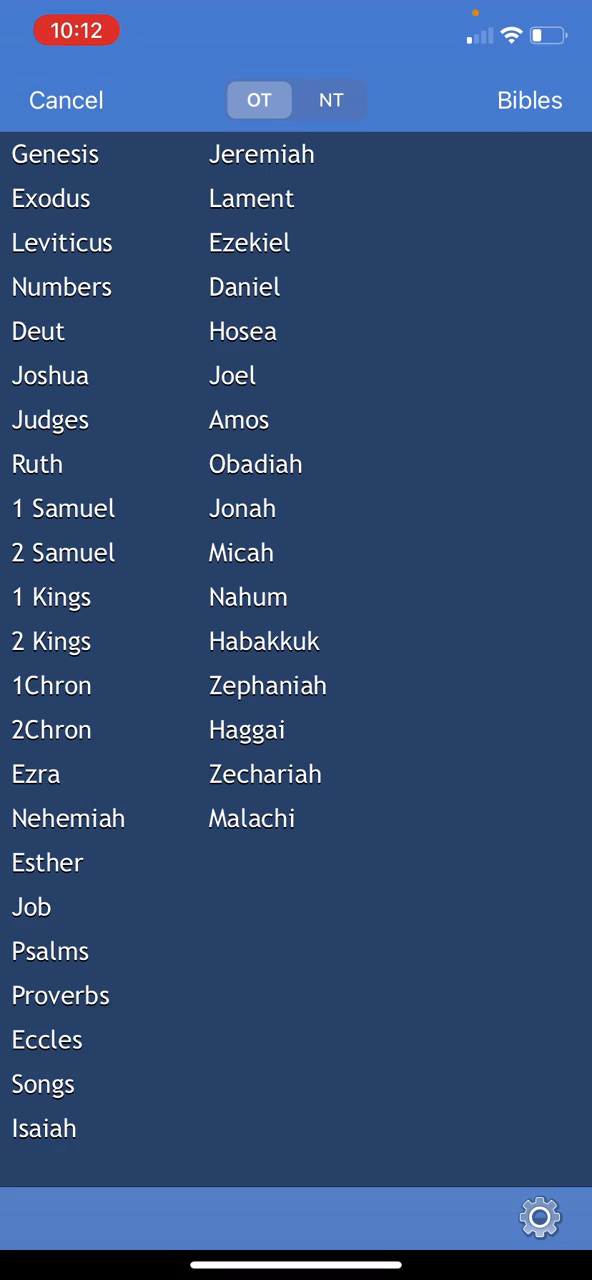 10:12
Cancel
OT
NT
Bibles
Genesis
Exodus
Leviticus
Numbers
Deut
Joshua
Judges
Ruth
1 Samuel
2 Samuel
1 Kings
2 Kings
1Chron
2Chron
Ezra
Nehemiah
Esther
Job
Psalms
Proverbs
Eccles
Songs
Isaiah
Jeremiah
Lament
Ezekiel
Daniel
Hosea
Joel
Amos
Obadiah
Jonah
Micah
Nahum
Habakkuk
Zephaniah
Haggai
Zechariah
Malachi